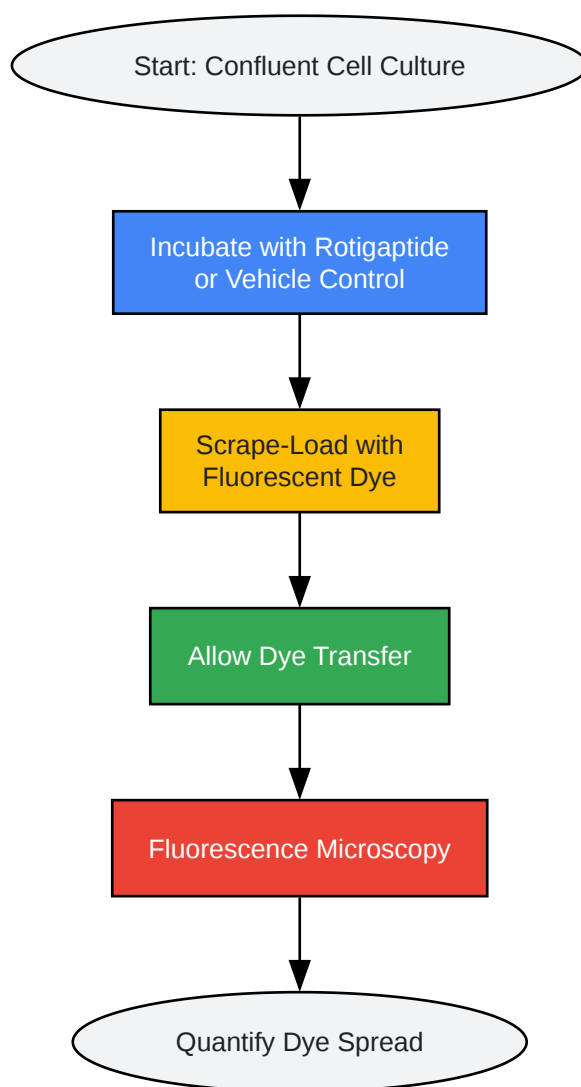 Start: Confluent Cell Culture
Incubate with Rotigaptide
or Vehicle Control
Scrape-Load with
Fluorescent Dye
Allow Dye Transfer
Fluorescence Microscopy
Quantify Dye Spread